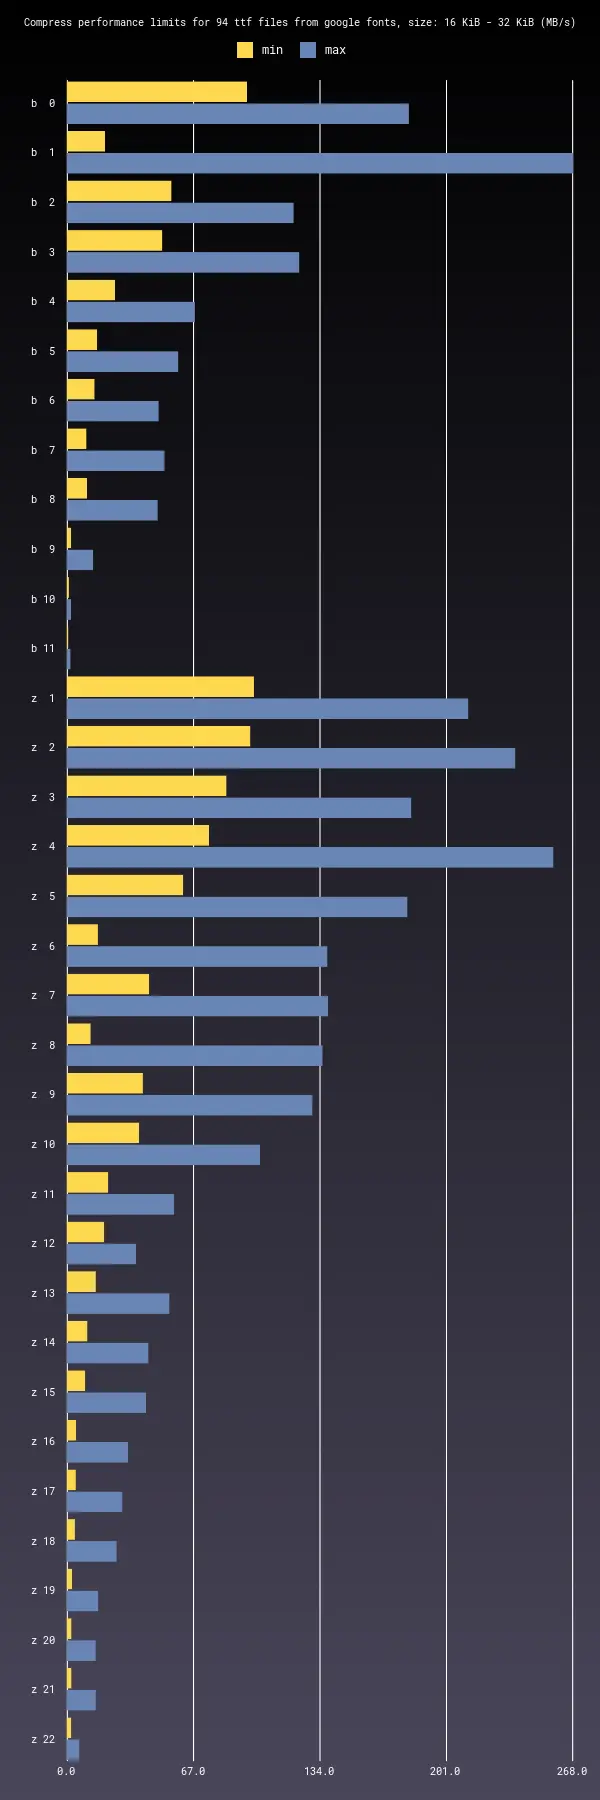 Compress performance limits for 94 ttf files from google fonts, size: 16 KiB - 32 KiB (MB/s)
min max
b 0
b 1
b 2
b 3
b 4
b 5
b 6
b 7
b 8
b 9
b 10
b 11
z 1
z 2
z 3
z 4
z 5
z 6
z 7
z 8
z 9
z 10
z 11
z 12
z 13
z 14
z 15
z 16
z 17
z 18
z 19
z 20
z 21
z 22
0.0 67.0 134.0 201.0 268.0